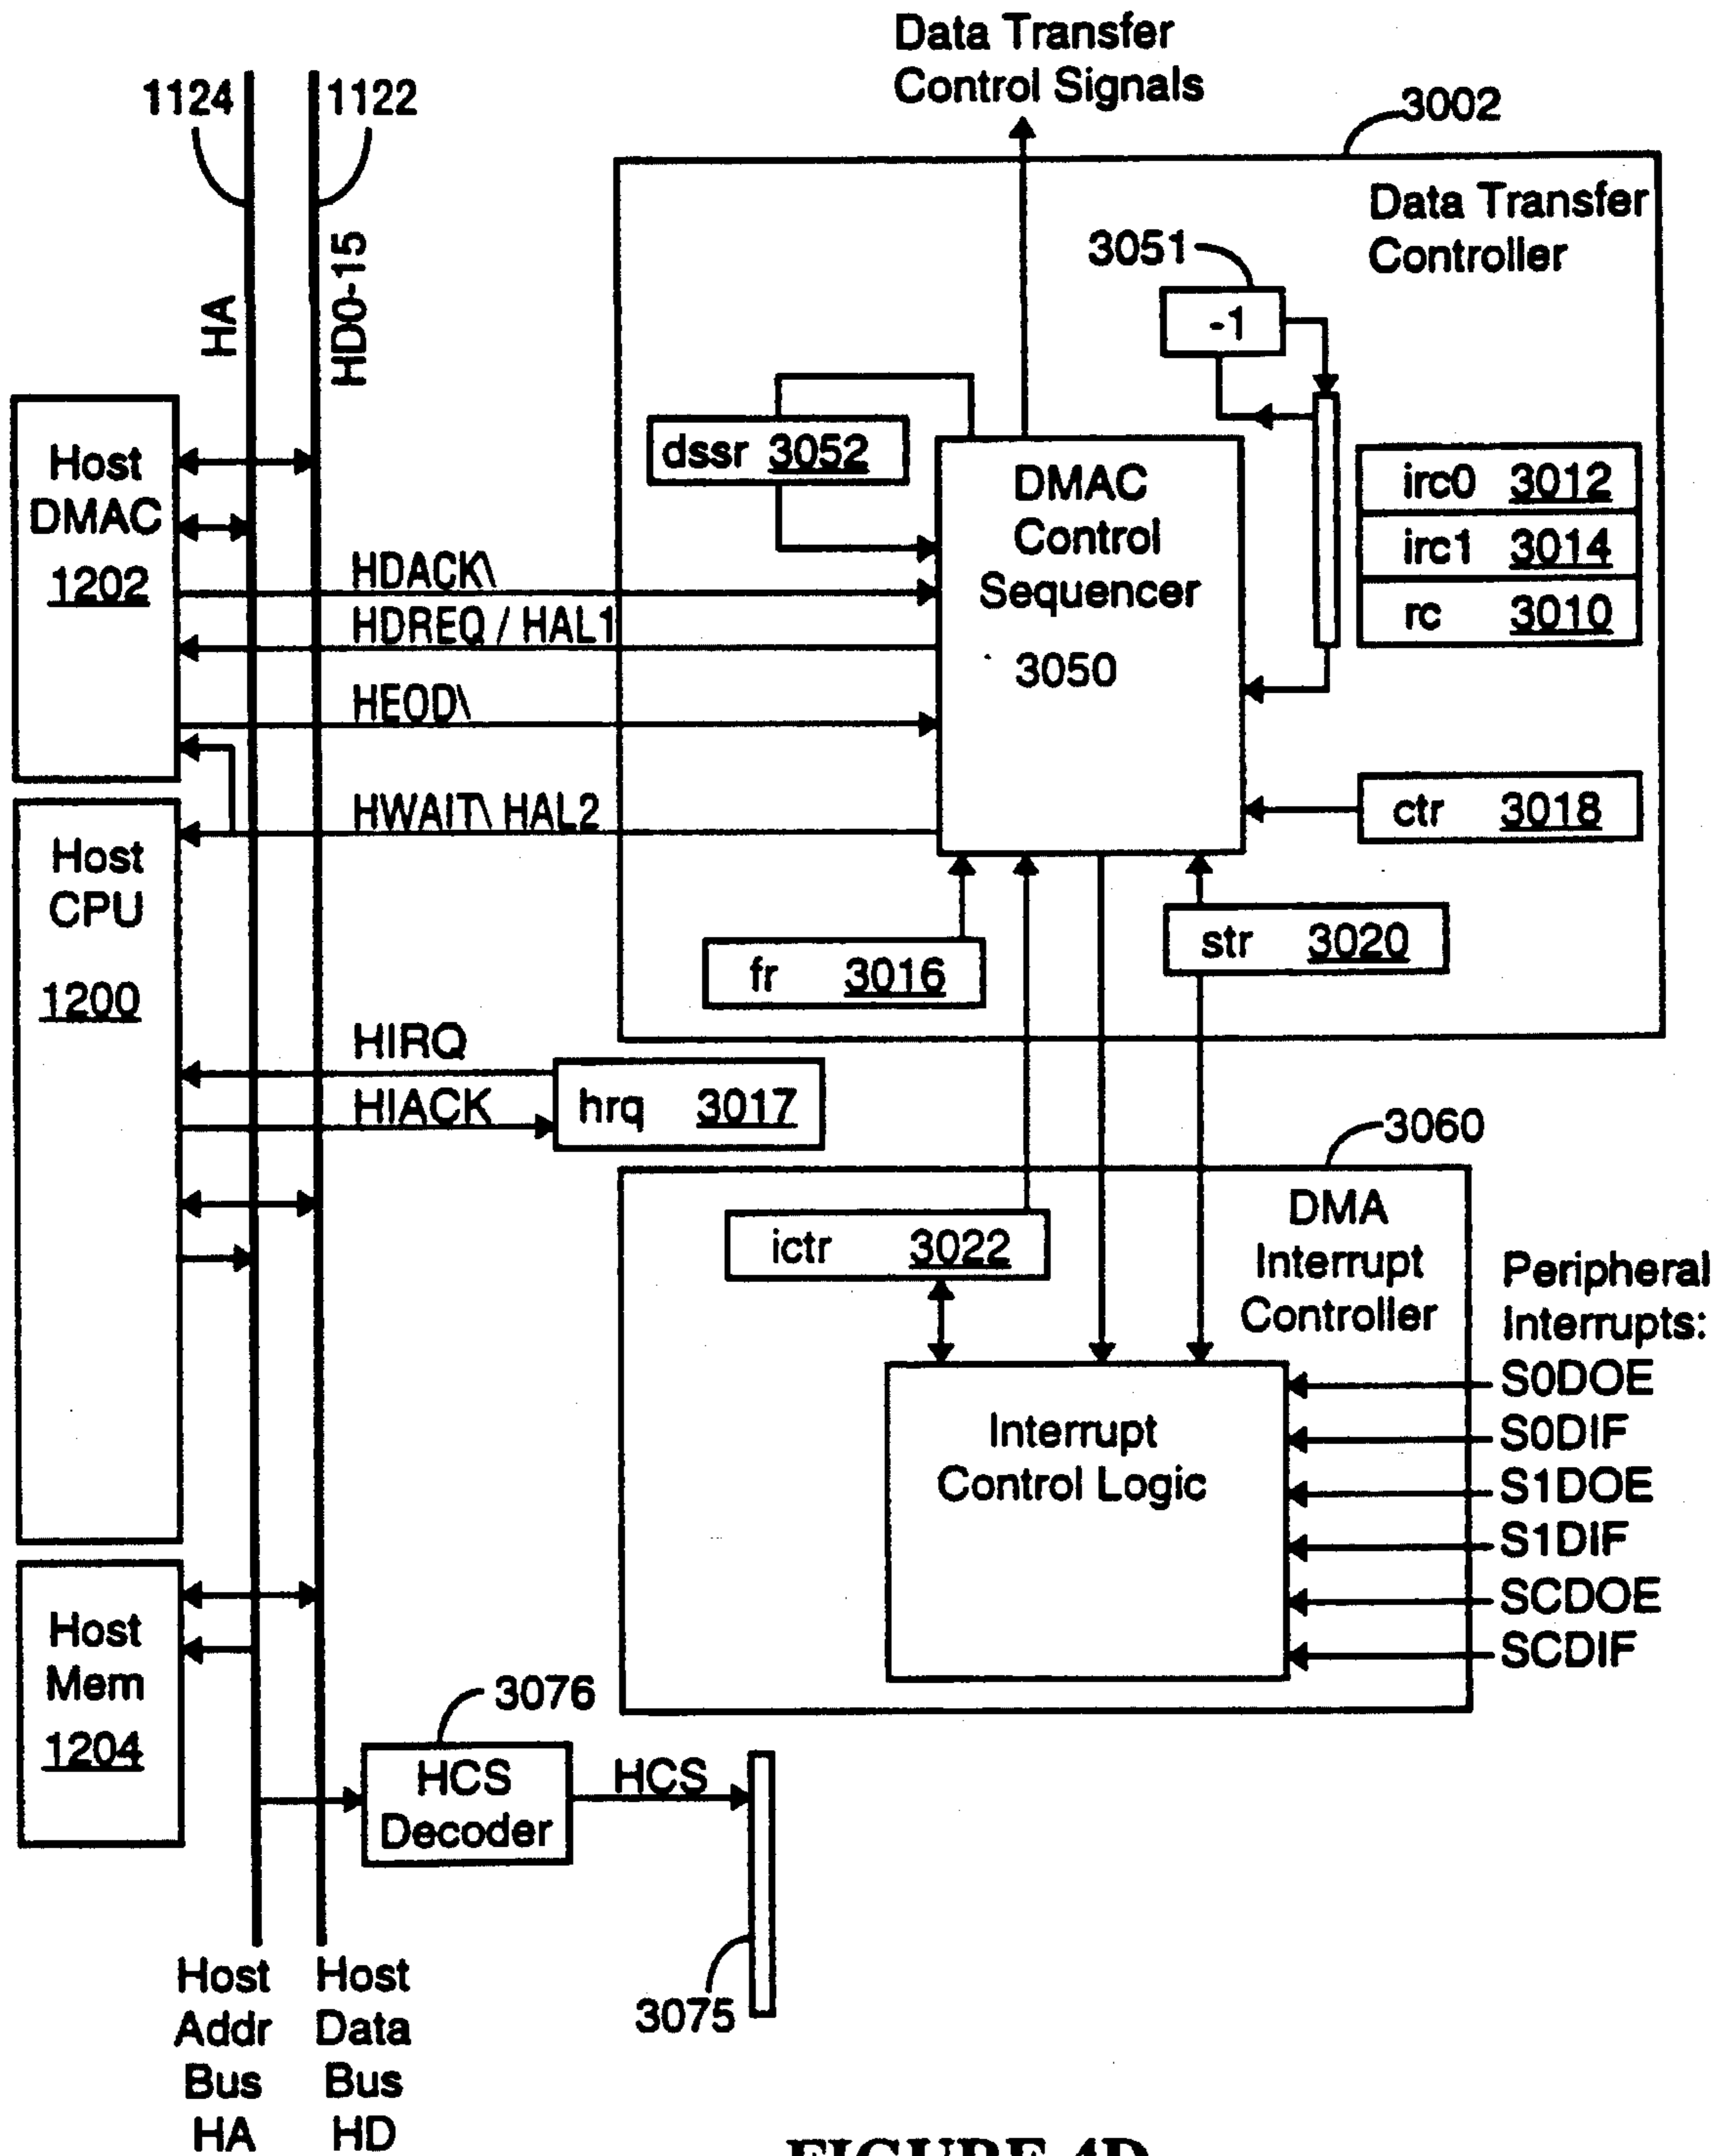 Data Transfer
Control Signals
1124
1122
3002
Data Transfer
Controller
3051
-1
HA
HD0-15
dssr 3052
Host
DMAC
1202
DMAC
Control
Sequencer
3050
irc0 3012
irc1 3014
rc 3010
HDACK\
HDREQ / HAL1
HEOD\
HWAIT\ HAL2
ctr 3018
Host
CPU
1200
fr 3016
str 3020
HIRQ
HIACK
hrq 3017
3060
DMA
Interrupt
Controller
ictr 3022
Peripheral
Interrupts:
S0DOE
S0DIF
S1DOE
S1DIF
SCDOE
SCDIF
Interrupt
Control Logic
Host
Mem
1204
3076
HCS
Decoder
HCS
3075
Host
Addr
Bus
HA
Host
Data
Bus
HD
FIGURE 4D